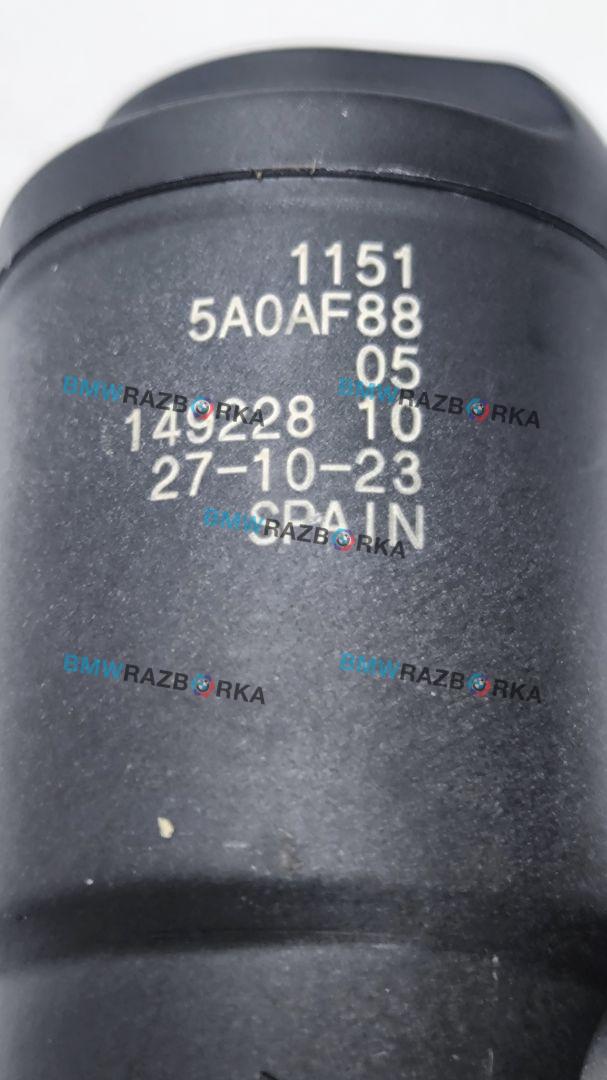 1151
5A0AF88
05
BMWRAZBORKA BMWRAZBORKA
149228 10
27-10-23
SPAIN
BMWRAZBORKA
BMWRAZBORKA BMWRAZBORKA